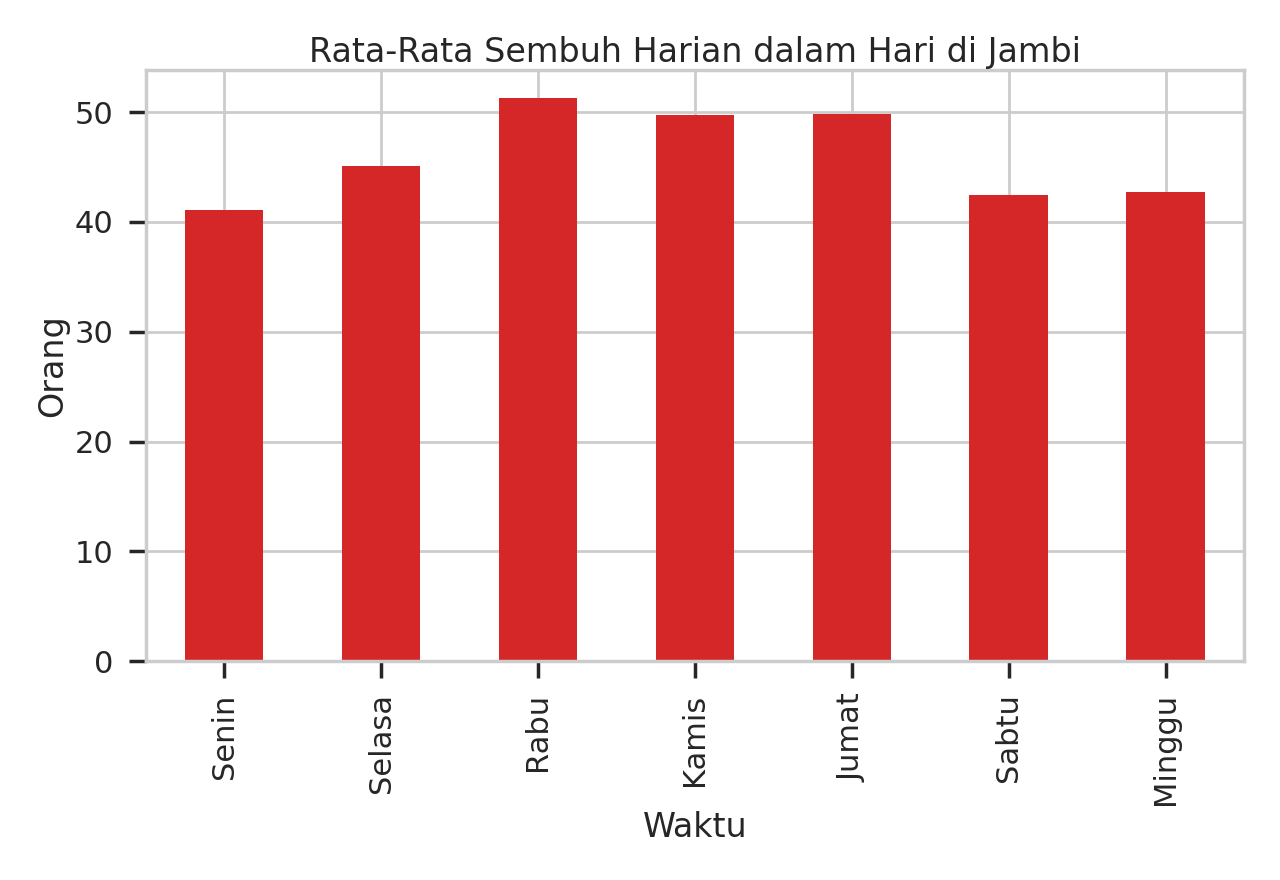 Rata-Rata Sembuh Harian dalam Hari di Jambi
50
40
30
20
10
0
Orang
Senin
Selasa
Rabu
Kamis
Jumat
Sabtu
Minggu
Waktu